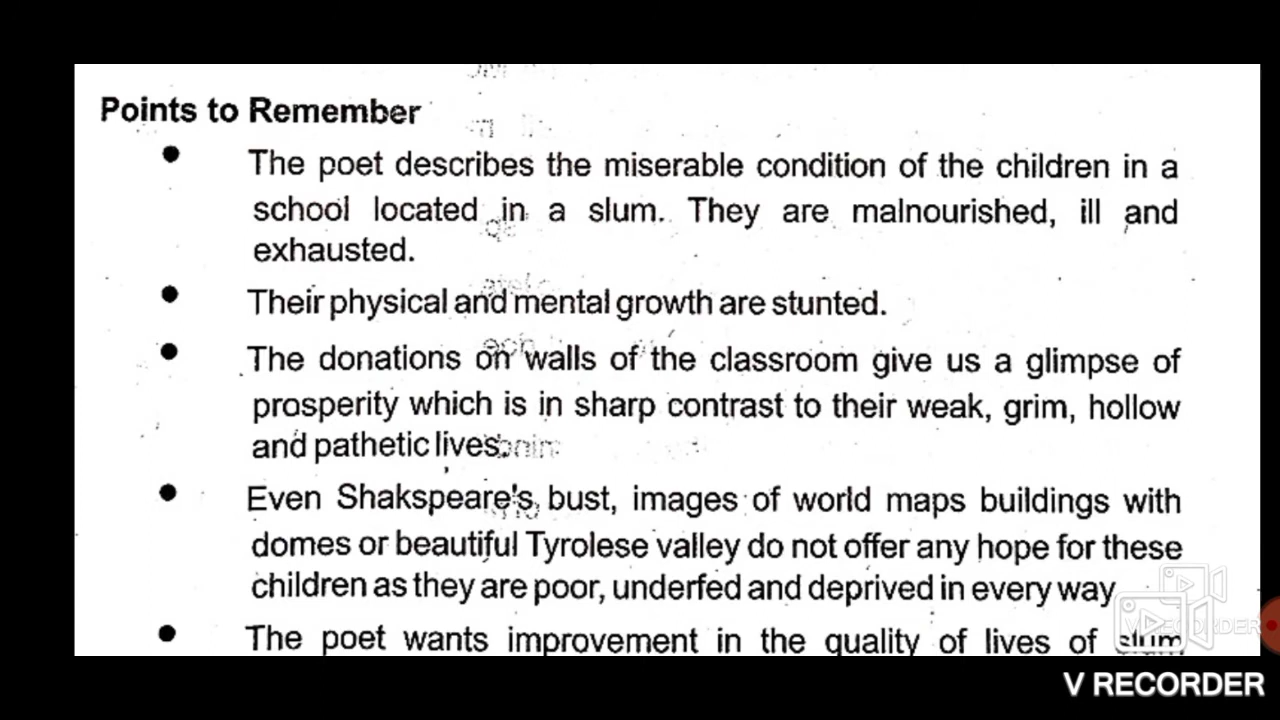 Points to Remember
● The poet describes the miserable condition of the children in a
school located in a slum. They are malnourished, ill and
exhausted.
● Their physical and mental growth are stunted.
● The donations on walls of the classroom give us a glimpse of
prosperity which is in sharp contrast to their weak, grim, hollow
and pathetic lives.
● Even Shakspeare's bust, images of world maps buildings with
domes or beautiful Tyrolese valley do not offer any hope for these
children as they are poor, underfed and deprived in every way
● The poet wants improvement in the quality of lives of slum
V RECORDER
V RECORDER